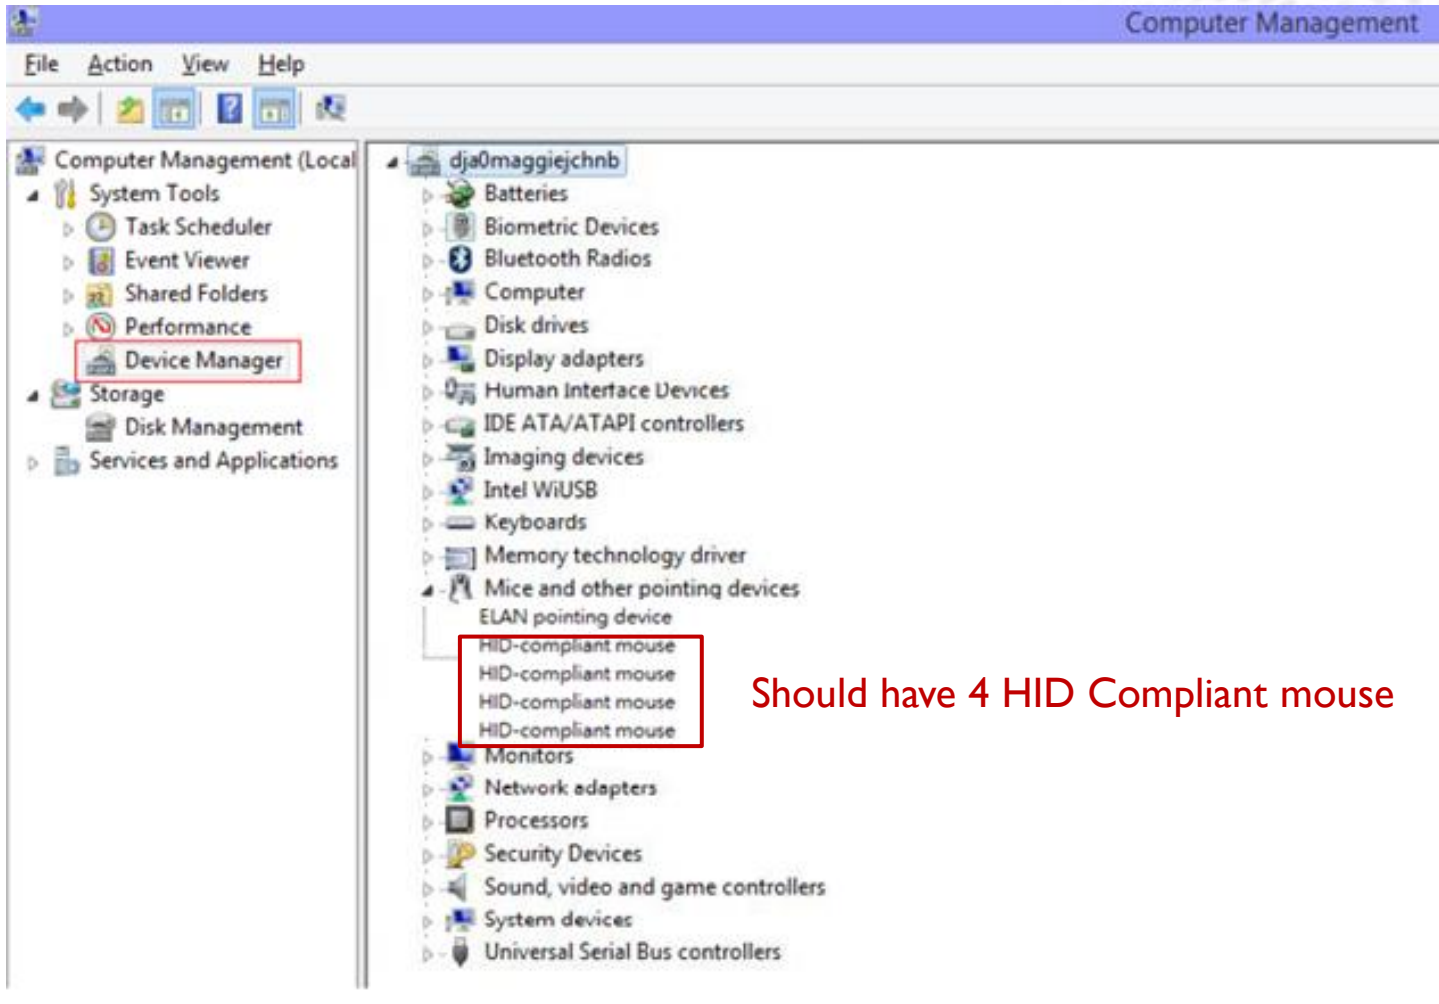 Computer Management
File Action View Help
Computer Management (Local
System Tools
Task Scheduler
Event Viewer
Shared Folders
Performance
Device Manager
Storage
Disk Management
Services and Applications
dja0maggiejchnb
Batteries
Biometric Devices
Bluetooth Radios
Computer
Disk drives
Display adapters
Human Interface Devices
IDE ATA/ATAPI controllers
Imaging devices
Intel WiUSB
Keyboards
Memory technology driver
Mice and other pointing devices
ELAN pointing device
HID-compliant mouse
HID-compliant mouse
HID-compliant mouse
HID-compliant mouse
Should have 4 HID Compliant mouse
Monitors
Network adapters
Processors
Security Devices
Sound, video and game controllers
System devices
Universal Serial Bus controllers